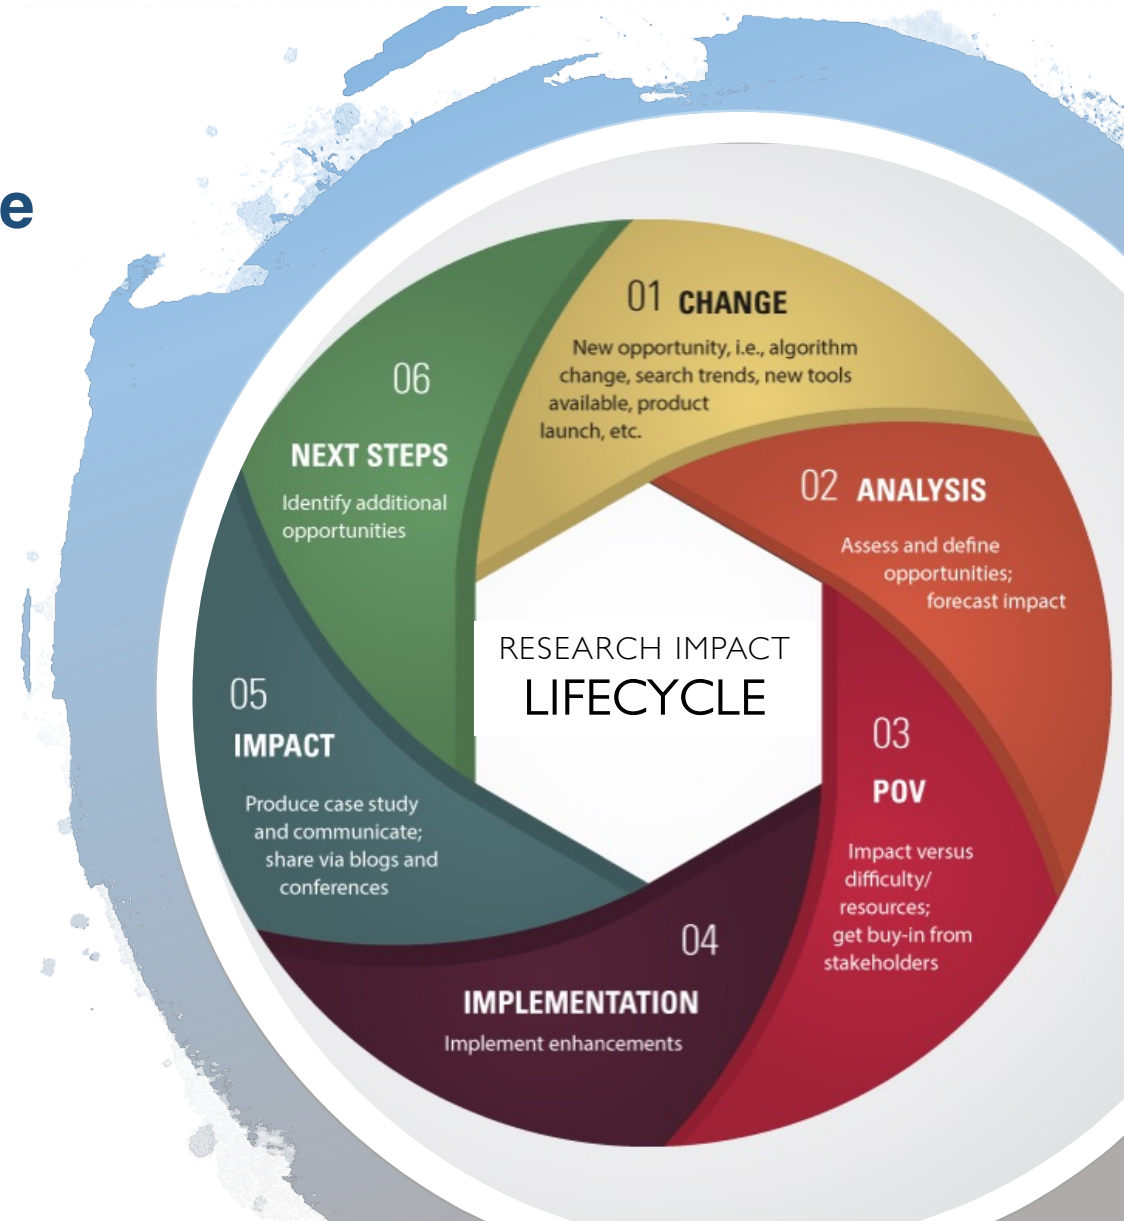 e
01 CHANGE
New opportunity, i.e., algorithm
change, search trends, new tools
available, product
launch, etc.
02 ANALYSIS
Assess and define
opportunities;
forecast impact
03
POV
Impact versus
difficulty/
resources;
get buy-in from
stakeholders
04
IMPLEMENTATION
Implement enhancements
05
IMPACT
Produce case study
and communicate;
share via blogs and
conferences
06
NEXT STEPS
Identify additional
opportunities
RESEARCH IMPACT
LIFECYCLE